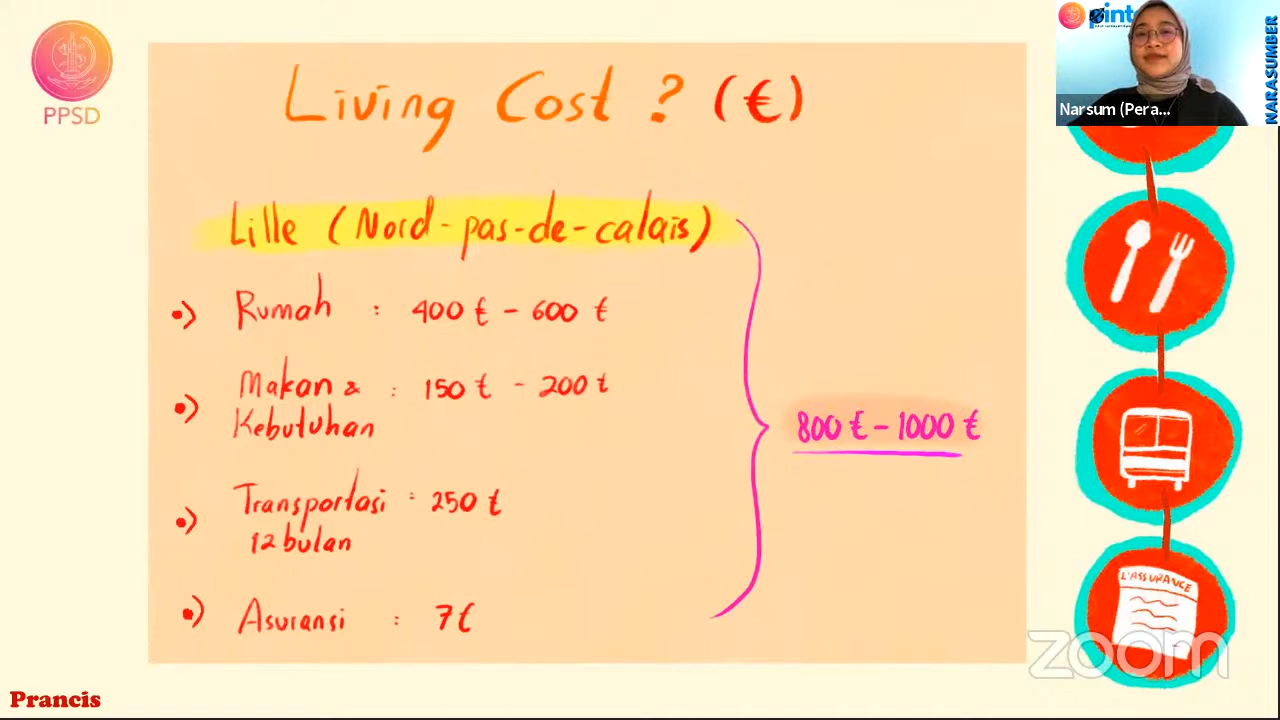 PPSD
Living Cost ? (€)
Lille (Nord-pas-de-calais)
Rumah : 400 € - 600 €
Makan & : 150 € - 200 €
Kebutuhan
800 € - 1000 €
Transportasi : 250 €
12 bulan
Asuransi : 7€
Prancis
Narsum (Pera...
NARASUMBER
L'ASSURANCE
zoom